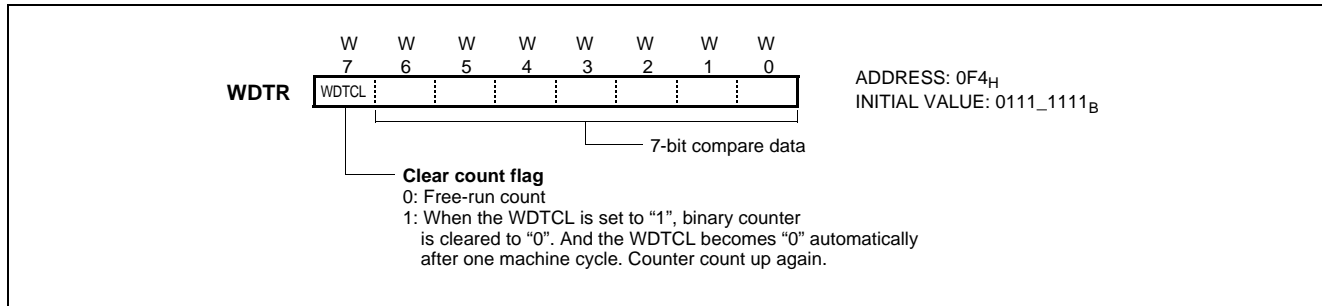 W W W W W W W W
7 6 5 4 3 2 1 0
WDTR WDTCL
ADDRESS: 0F4H
INITIAL VALUE: 0111_1111B
7-bit compare data
Clear count flag
0: Free-run count
1: When the WDTCL is set to “1”, binary counter
is cleared to “0”. And the WDTCL becomes “0” automatically
after one machine cycle. Counter count up again.